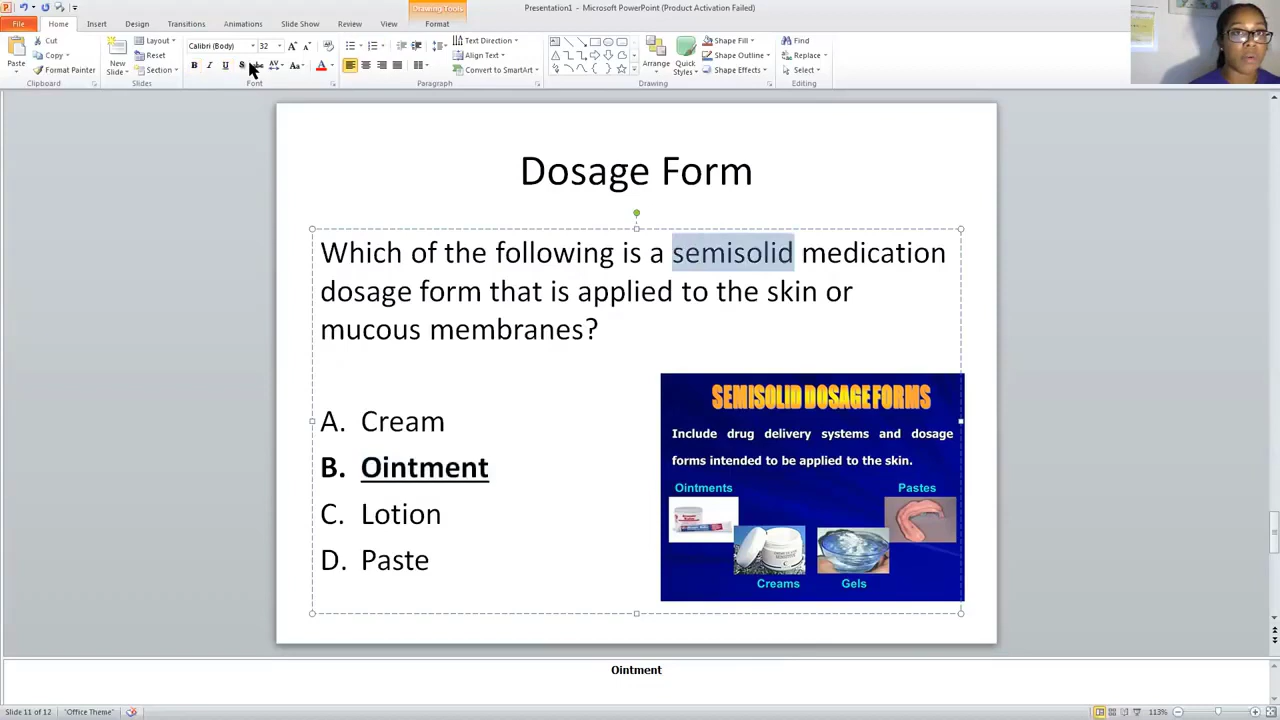 Presentation1 - Microsoft PowerPoint (Product Activation Failed)
Drawing Tools
File Home Insert Design Transitions Animations Slide Show Review View Format
Paste
Cut
Copy
Format Painter
Clipboard
New Slide
Layout
Reset
Section
Slides
Calibri (Body) 32
B I U S abc AV Aa A
Font
Text Direction
Align Text
Convert to SmartArt
Paragraph
Arrange
Quick Styles
Shape Fill
Shape Outline
Shape Effects
Drawing
Find
Replace
Select
Editing
Dosage Form
Which of the following is a semisolid medication
dosage form that is applied to the skin or
mucous membranes?
A. Cream
B. Ointment
C. Lotion
D. Paste
SEMISOLID DOSAGE FORMS
Include drug delivery systems and dosage
forms intended to be applied to the skin.
Ointments
Pastes
Creams
Gels
Ointment
Slide 11 of 12 "Office Theme" 113%